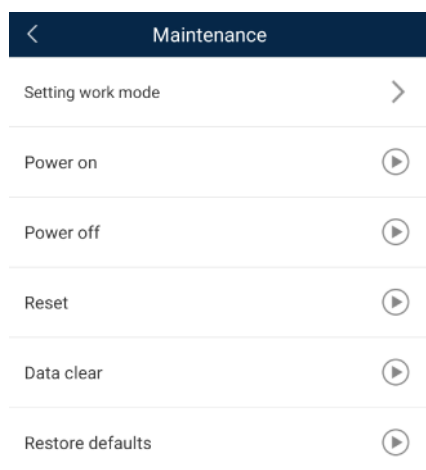 Maintenance
Setting work mode
Power on
Power off
Reset
Data clear
Restore defaults